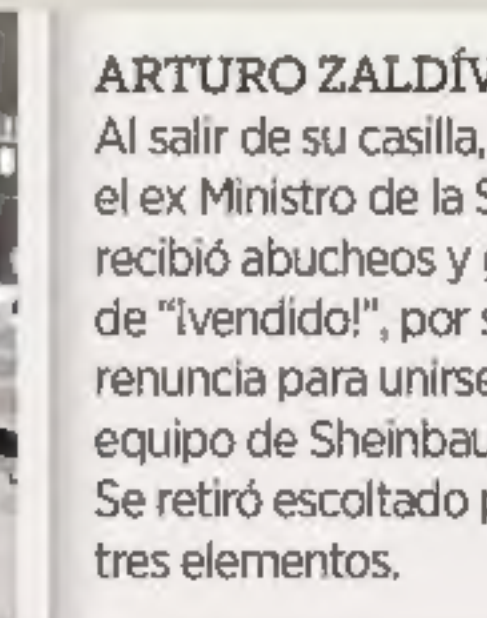 ARTURO ZALDÍV
Al salir de su casilla,
el ex Ministro de la S
recibió abucheos y
de “¡vendido!”, por s
renuncia para unirse
equipo de Sheinbau
Se retiró escoltado p
tres elementos.